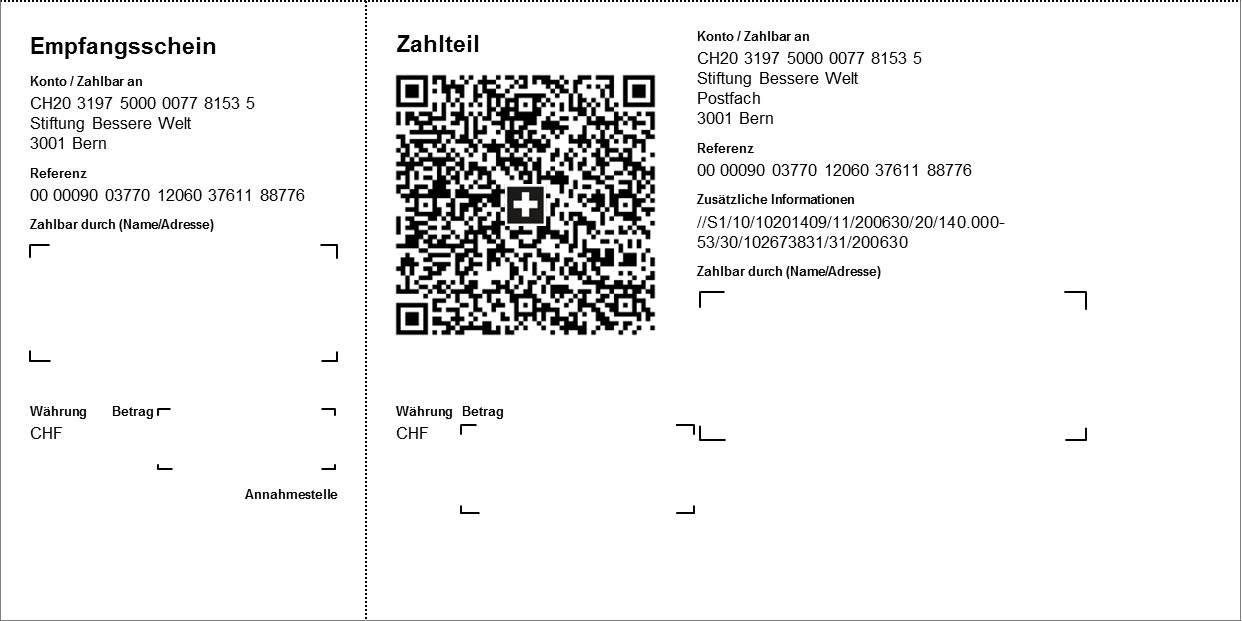 Empfangsschein
Konto / Zahlbar an
CH20 3197 5000 0077 8153 5
Stiftung Bessere Welt
3001 Bern
Referenz
00 00090 03770 12060 37611 88776
Zahlbar durch (Name/Adresse)
Währung Betrag
CHF
Annahmestelle
Zahlteil
Währung Betrag
CHF
Konto / Zahlbar an
CH20 3197 5000 0077 8153 5
Stiftung Bessere Welt
Postfach
3001 Bern
Referenz
00 00090 03770 12060 37611 88776
Zusätzliche Informationen
//S1/10/10201409/11/200630/20/140.000-
53/30/102673831/31/200630
Zahlbar durch (Name/Adresse)